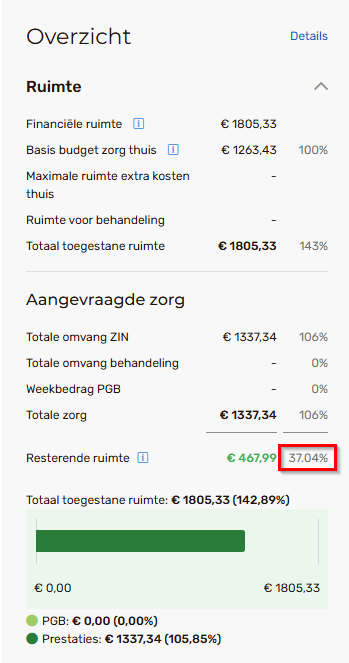 Overzicht Details
Ruimte
Financiële ruimte € 1805,33
Basis budget zorg thuis € 1263,43 100%
Maximale ruimte extra kosten -
thuis
Ruimte voor behandeling -
Totaal toegestane ruimte € 1805,33 143%
Aangevraagde zorg
Totale omvang ZIN € 1337,34 106%
Totale omvang behandeling - 0%
Weekbedrag PGB - 0%
Totale zorg € 1337,34 106%
Resterende ruimte € 467,99 37.04%
Totaal toegestane ruimte: € 1805,33 (142,89%)
€ 0,00 € 1805,33
PGB: € 0,00 (0,00%)
Prestaties: € 1337,34 (105,85%)